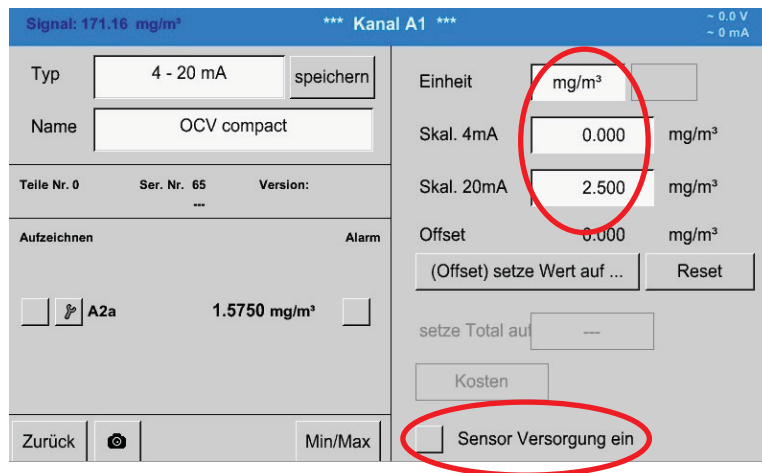 Signal: 171.16 mg/m³ *** Kanal A1 *** ~ 0.0 V
~ 0 mA
Typ 4 - 20 mA speichern
Name OCV compact
Teile Nr. 0 Ser. Nr. 65 Version:
---
Aufzeichnen Alarm
A2a 1.5750 mg/m³
Zurück Min/Max
Einheit mg/m³
Skal. 4mA 0.000 mg/m³
Skal. 20mA 2.500 mg/m³
Offset 0.000 mg/m³
(Offset) setze Wert auf ... Reset
setze Total auf ---
Kosten
Sensor Versorgung ein